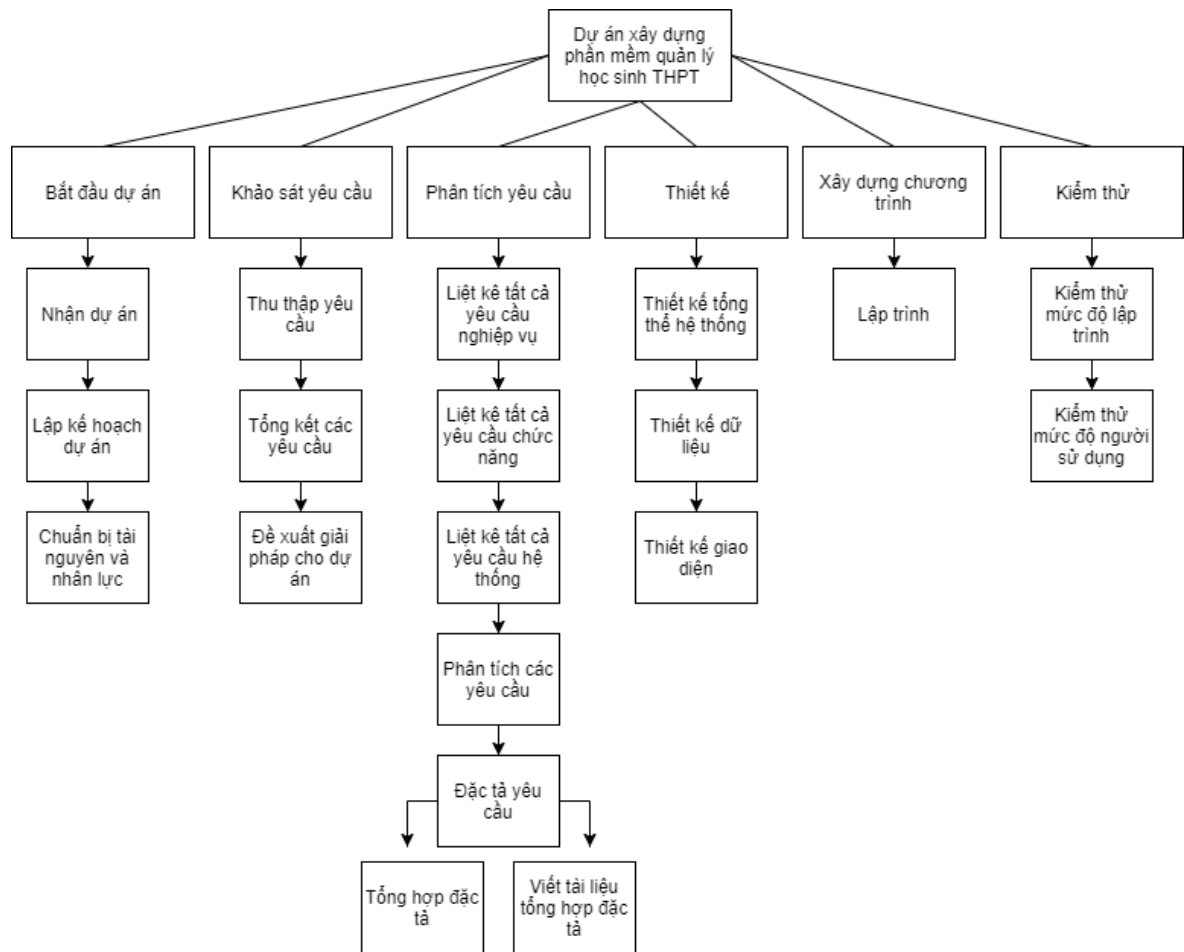 Dự án xây dựng
phần mềm quản lý
học sinh THPT
Bắt đầu dự án
Khảo sát yêu cầu
Phân tích yêu cầu
Thiết kế
Xây dựng chương
trình
Kiểm thử
Nhận dự án
Thu thập yêu
cầu
Liệt kê tất cả
yêu cầu
nghiệp vụ
Thiết kế tổng
thể hệ thống
Lập trình
Kiểm thử
mức độ lập
trình
Lập kế hoạch
dự án
Tổng kết các
yêu cầu
Liệt kê tất cả
yêu cầu chức
năng
Thiết kế dữ
liệu
Kiểm thử
mức độ người
sử dụng
Chuẩn bị tài
nguyên và
nhân lực
Đề xuất giải
pháp cho dự
án
Liệt kê tất cả
yêu cầu hệ
thống
Thiết kế giao
diện
Phân tích các
yêu cầu
Đặc tả yêu
cầu
Tổng hợp đặc
tả
Viết tài liệu
tổng hợp đặc
tả